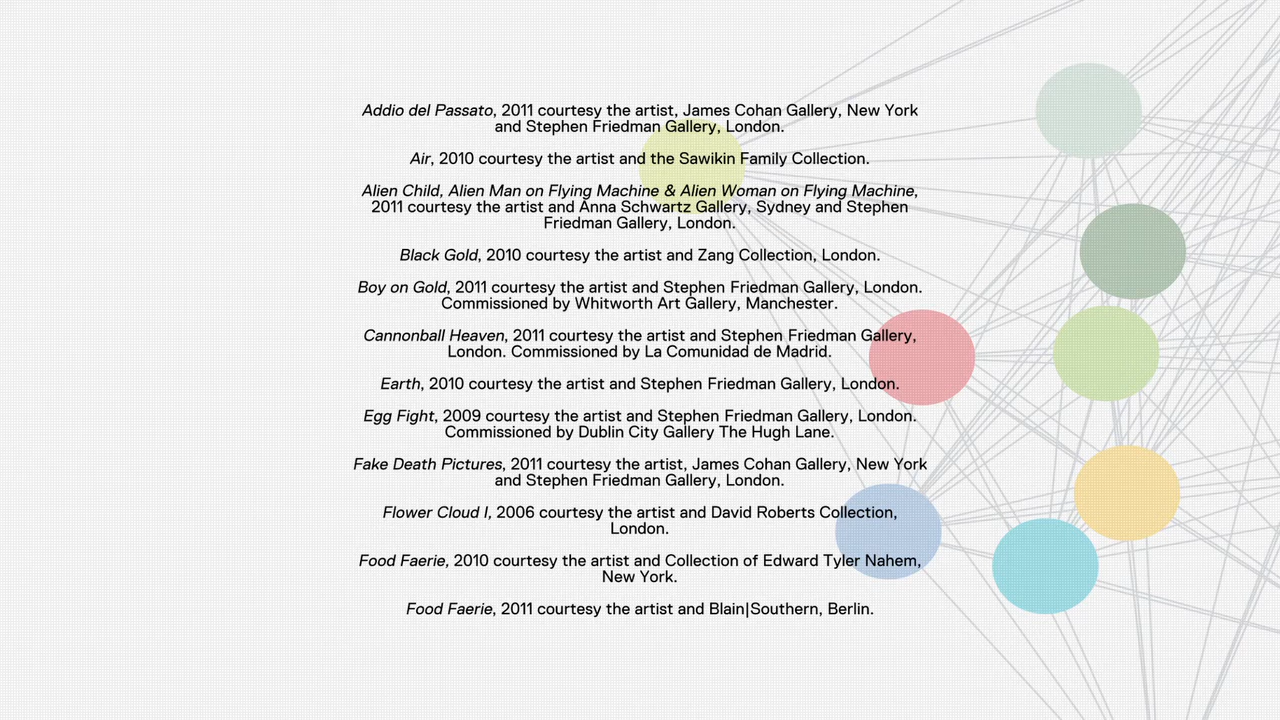 Addio del Passato, 2011 courtesy the artist, James Cohan Gallery, New York
and Stephen Friedman Gallery, London.
Air, 2010 courtesy the artist and the Sawikin Family Collection.
Alien Child, Alien Man on Flying Machine & Alien Woman on Flying Machine,
2011 courtesy the artist and Anna Schwartz Gallery, Sydney and Stephen
Friedman Gallery, London.
Black Gold, 2010 courtesy the artist and Zang Collection, London.
Boy on Gold, 2011 courtesy the artist and Stephen Friedman Gallery, London.
Commissioned by Whitworth Art Gallery, Manchester.
Cannonball Heaven, 2011 courtesy the artist and Stephen Friedman Gallery,
London. Commissioned by La Comunidad de Madrid.
Earth, 2010 courtesy the artist and Stephen Friedman Gallery, London.
Egg Fight, 2009 courtesy the artist and Stephen Friedman Gallery, London.
Commissioned by Dublin City Gallery The Hugh Lane.
Fake Death Pictures, 2011 courtesy the artist, James Cohan Gallery, New York
and Stephen Friedman Gallery, London.
Flower Cloud I, 2006 courtesy the artist and David Roberts Collection,
London.
Food Faerie, 2010 courtesy the artist and Collection of Edward Tyler Nahem,
New York.
Food Faerie, 2011 courtesy the artist and Blain|Southern, Berlin.